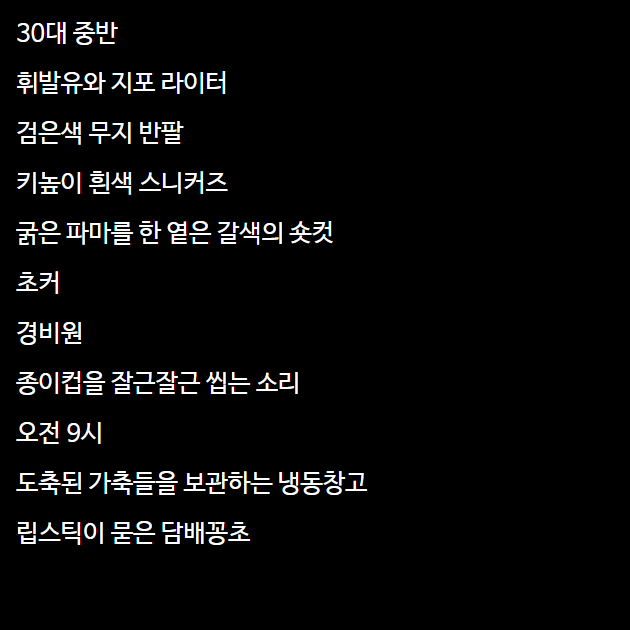 30대 중반
휘발유와 지포 라이터
검은색 무지 반팔
키높이 흰색 스니커즈
굵은 파마를 한 옅은 갈색의 숏컷
초커
경비원
종이컵을 잘근잘근 씹는 소리
오전 9시
도축된 가축들을 보관하는 냉동창고
립스틱이 묻은 담배꽁초